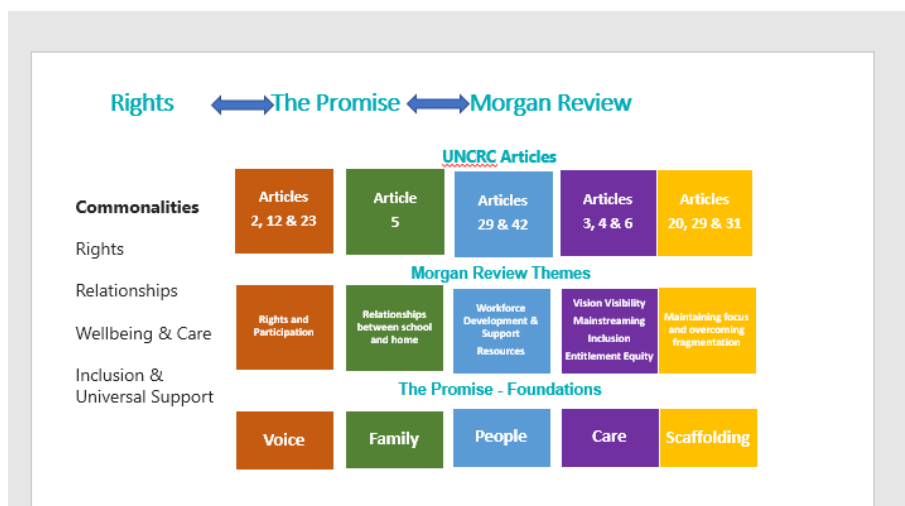 Rights The Promise Morgan Review
UNCRC Articles
Commonalities
Rights
Relationships
Wellbeing & Care
Inclusion &
Universal Support
Articles
2, 12 & 23
Article
5
Articles
29 & 42
Articles
3, 4 & 6
Articles
20, 29 & 31
Morgan Review Themes
Rights and
Participation
Relationships
between school
and home
Workforce
Development &
Support
Resources
Vision Visibility
Mainstreaming
Inclusion
Entitlement Equity
Maintaining focus
and overcoming
fragmentation
The Promise - Foundations
Voice
Family
People
Care
Scaffolding